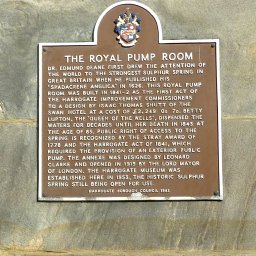 THE ROYAL PUMP ROOM
DR. EDMUND DEANE FIRST DREW THE ATTENTION OF
THE WORLD TO THE STRONGEST SULPHUR SPRING IN
GREAT BRITAIN WHEN HE PUBLISHED HIS
"SPADACRENE ANGLICA" IN 1626. THIS ROYAL PUMP
ROOM WAS BUILT IN 1841-2 AS THE FIRST ACT OF
THE HARROGATE IMPROVEMENT COMMISSIONERS
TO A DESIGN BY ISAAC THOMAS SHUTT OF THE
SWAN HOTEL AT A COST OF £2,249. 0s. 7d. BETTY
LUPTON, THE 'QUEEN OF THE WELLS', DISPENSED THE
WATERS FOR DECADES UNTIL HER DEATH IN 1843 AT
THE AGE OF 83. PUBLIC RIGHT OF ACCESS TO THE
SPRING IS RECOGNIZED BY THE STRAY AWARD OF
1778 AND THE HARROGATE ACT OF 1841, WHICH
REQUIRED THE PROVISION OF AN EXTERIOR PUBLIC
PUMP. THE ANNEXE WAS DESIGNED BY LEONARD
CLARKE AND OPENED IN 1913 BY THE LORD MAYOR
OF LONDON. THE HARROGATE MUSEUM WAS
ESTABLISHED HERE IN 1953, THE HISTORIC SULPHUR
SPRING STILL BEING OPEN FOR USE.
HARROGATE BOROUGH COUNCIL 1983